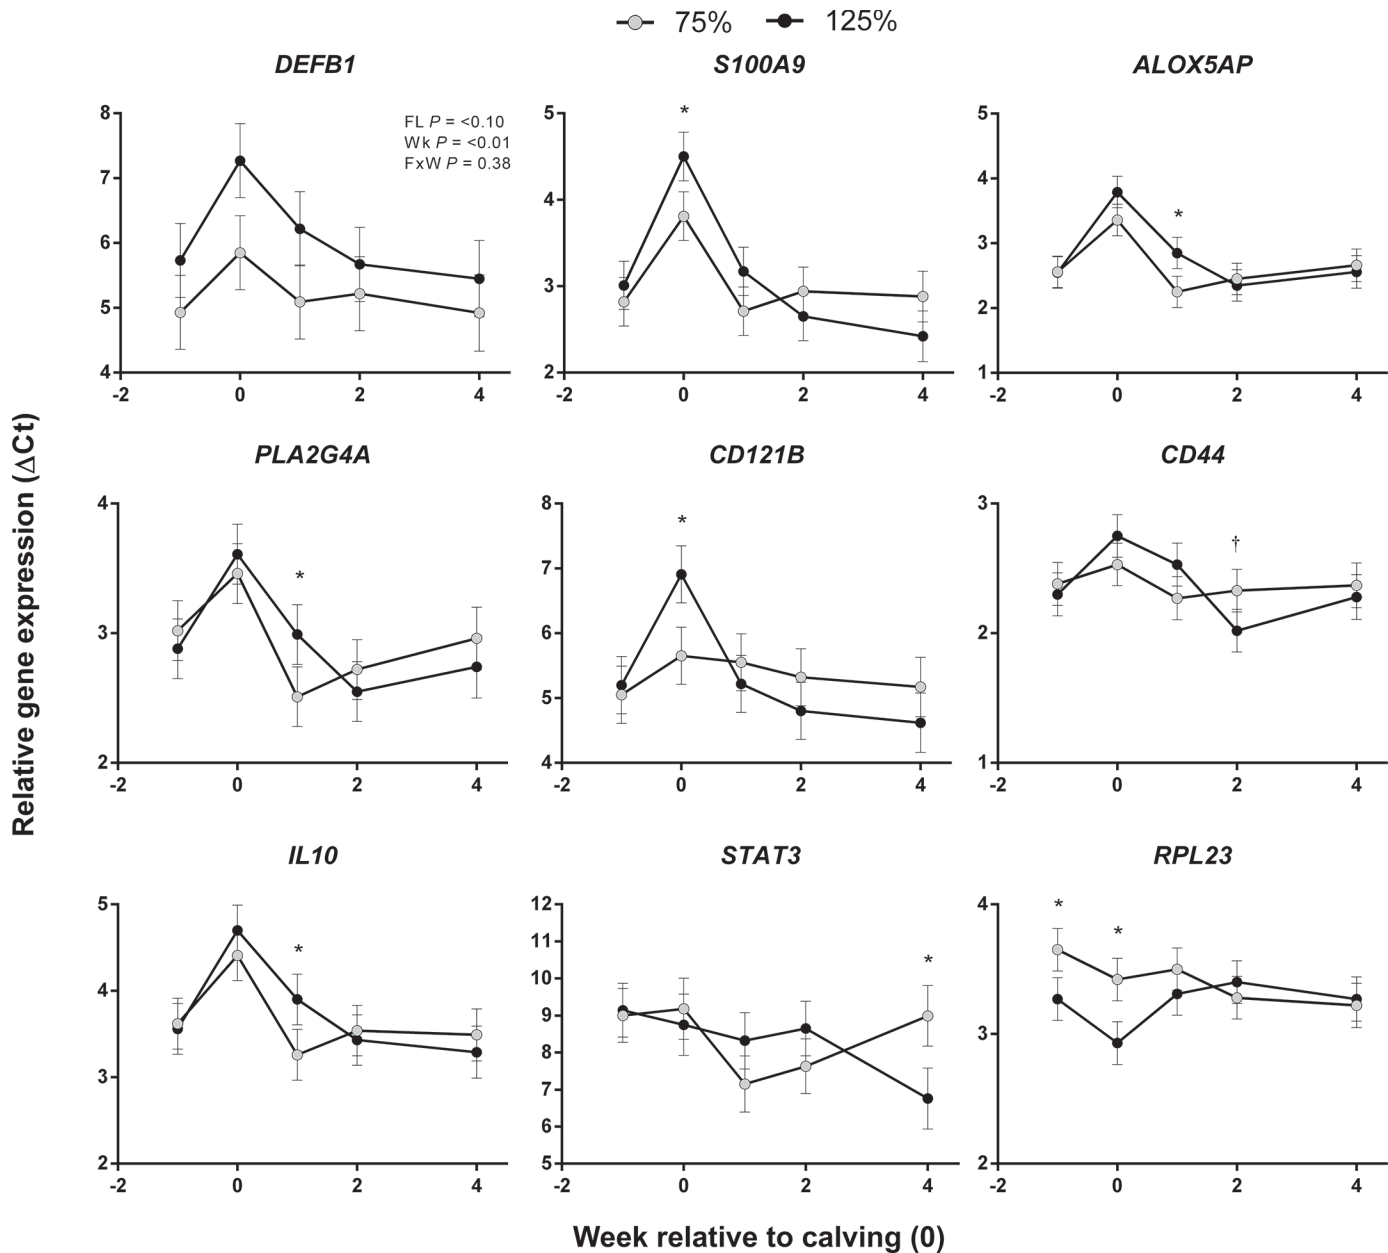 75% 125%
DEFB1 S100A9 ALOX5AP
8 7 6 5 4
-2 0 2 4
FL P = <0.10
Wk P = <0.01
FxW P = 0.38
5 4 3 2
-2 0 2 4
*
5 4 3 2 1
-2 0 2 4
*
Relative gene expression (ΔCt)
PLA2G4A CD121B CD44
4 3 2
-2 0 2 4
*
8 7 6 5 4
-2 0 2 4
*
3 2 1
-2 0 2 4
†
IL10 STAT3 RPL23
5 4 3 2
-2 0 2 4
*
12 11 10 9 8 7 6 5
-2 0 2 4
*
4 3 2
-2 0 2 4
* *
Week relative to calving (0)